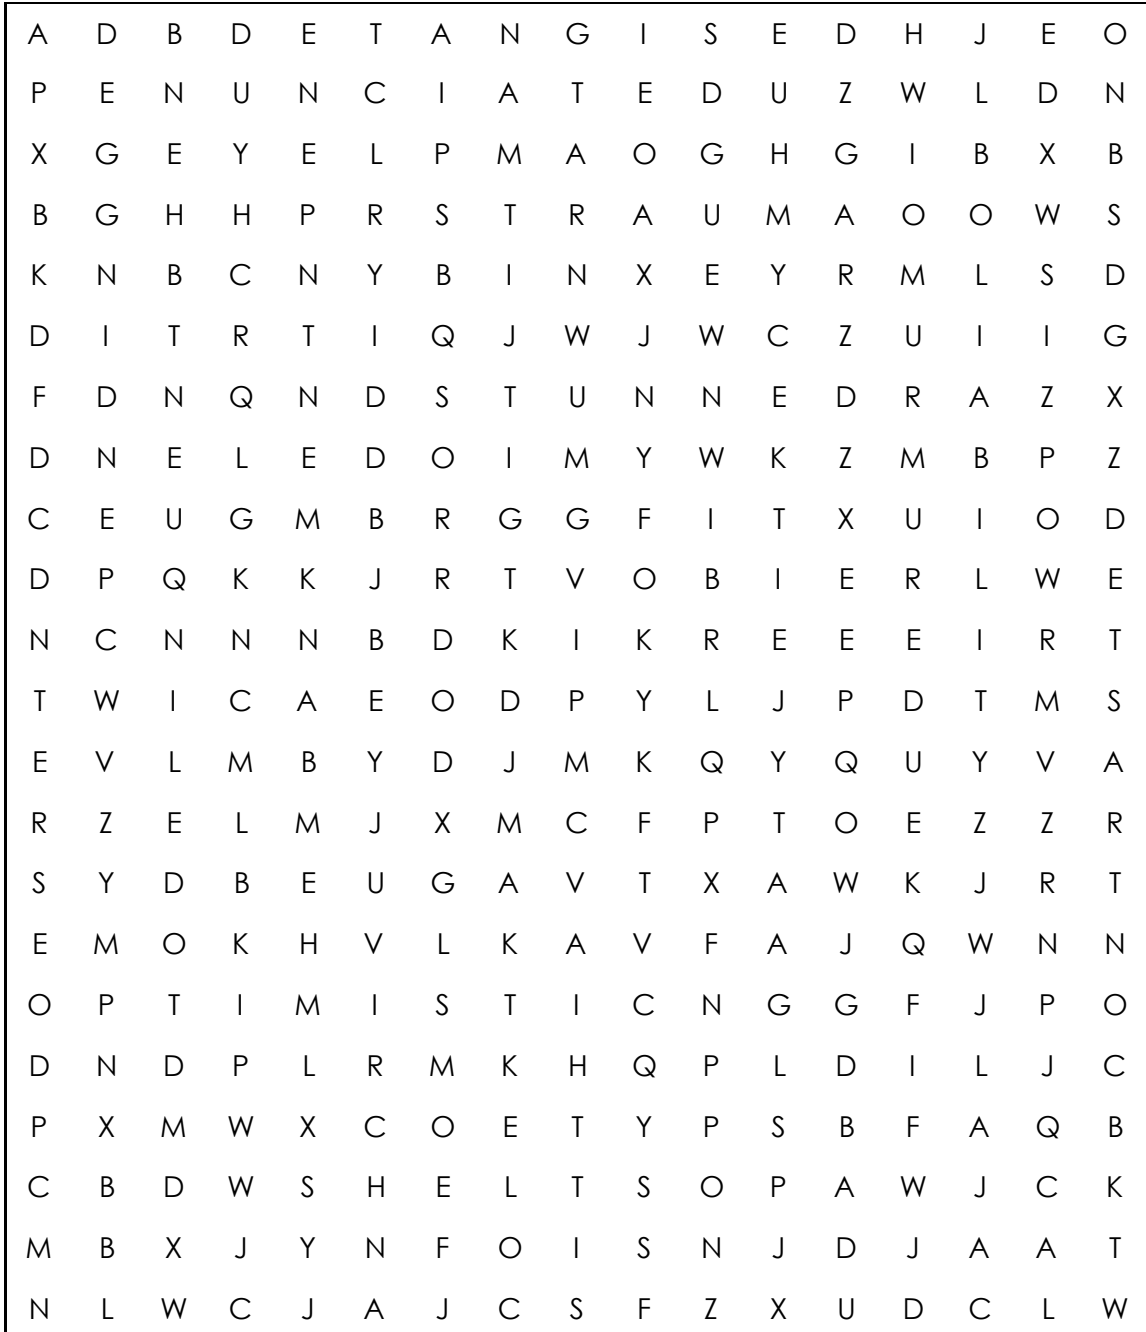 A D B D E T A N G I S E D H J E O
P E N U N C I A T E D U Z W L D N
X G E Y E L P M A O G H G I B X B
B G H H P R S T R A U M A O O W S
K N B C N Y B I N X E Y R M L S D
D I T R T I Q J W J W C Z U I I G
F D N Q N D S T U N N E D R A Z X
D N E L E D O I M Y W K Z M B P Z
C E U G M B R G G F I T X U I O D
D P Q K K J R T V O B I E R L W E
N C N N N B D K I K R E E E I R T
T W I C A E O D P Y L J P D T M S
E V L M B Y D J M K Q Y Q U Y V A
R Z E L M J X M C F P T O E Z Z R
S Y D B E U G A V T X A W K J R T
E M O K H V L K A V F A J Q W N N
O P T I M I S T I C N G G F J P O
D N D P L R M K H Q P L D I L J C
P X M W X C O E T Y P S B F A Q B
C B D W S H E L T S O P A W J C K
M B X J Y N F O I S N J D J A A T
N L W C J A J C S F Z X U D C L W